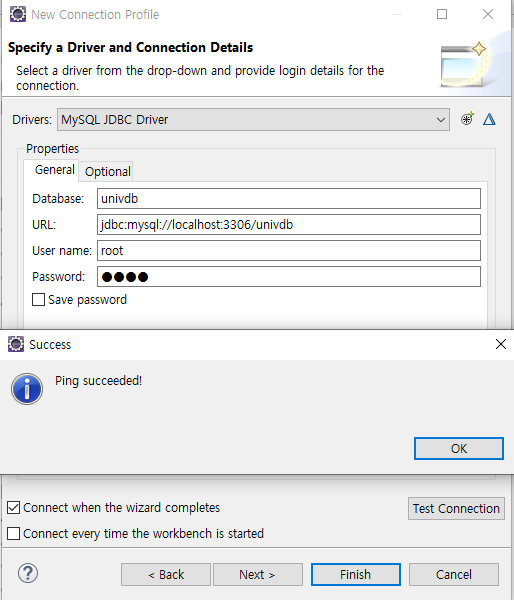 New Connection Profile
Specify a Driver and Connection Details
Select a driver from the drop-down and provide login details for the
connection.
Drivers: MySQL JDBC Driver
Properties
General Optional
Database: univdb
URL: jdbc:mysql://localhost:3306/univdb
User name: root
Password: ●●●●
Save password
Success
Ping succeeded!
OK
Connect when the wizard completes Test Connection
Connect every time the workbench is started
? < Back Next > Finish Cancel